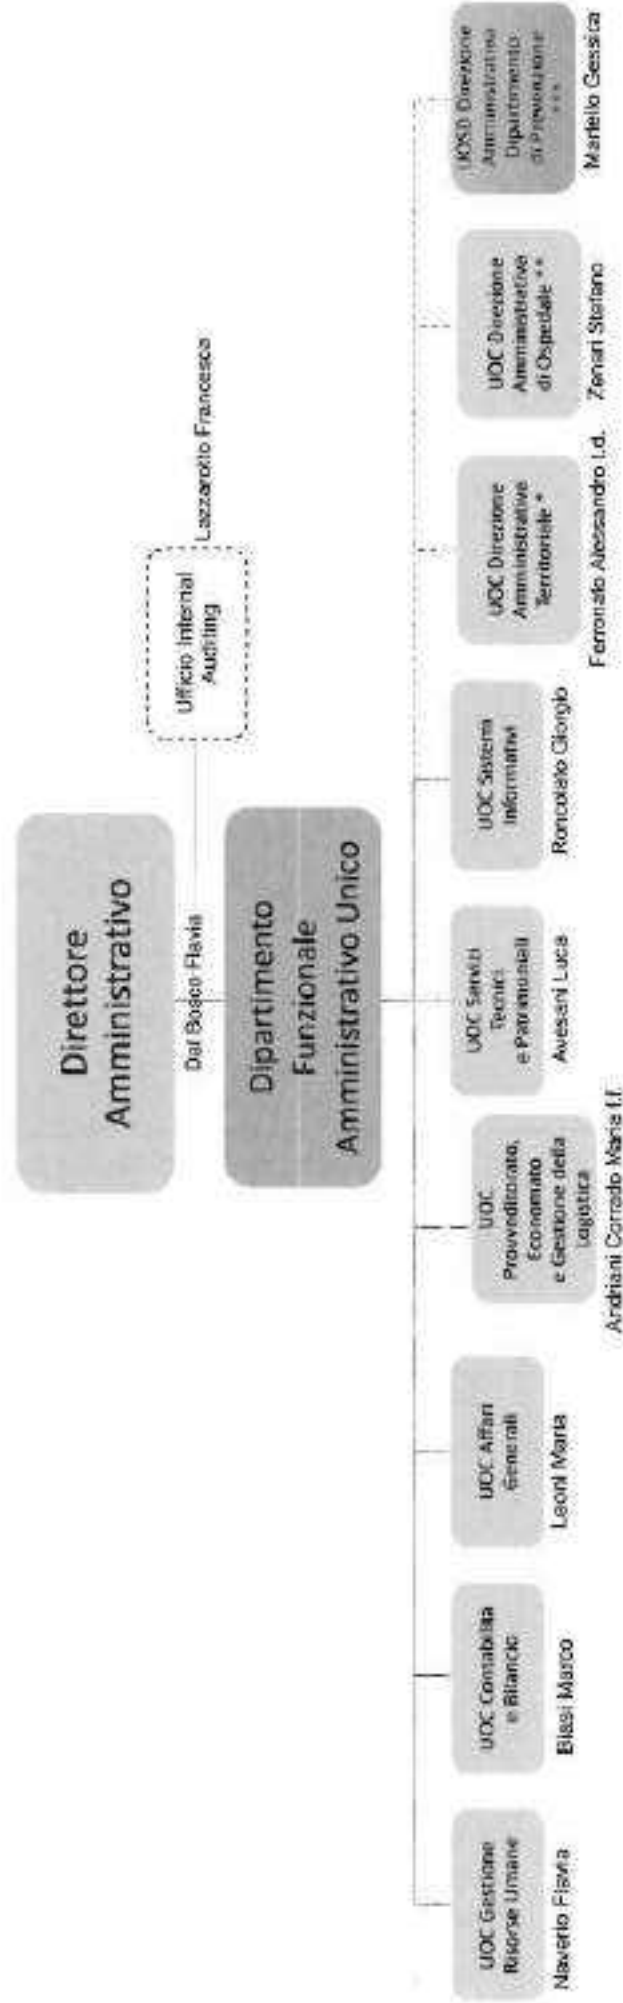 Direttore
Amministrativo
Dal Bosco Flavia
Ufficio Internal
Auditing
Lazzarotto Francesca
Dipartimento
Funzionale
Amministrativo Unico
UOC Gestione
Risorse Umane
Naverio Flavia
UOC Contabilità
e Bilancio
Biasi Marco
UOC Affari
Generali
Leoni Maria
UOC
Provveditorato,
Economato
e Gestione della
Logistica
Andriani Corrado Maria f.f.
UOC Servizi
Tecnici
e Patrimoniali
Avesani Luca
UOC Sistemi
Informativi
Roncolato Giorgio
UOC Direzione
Amministrativa
Territoriale *
Ferronato Alessandro i.d.
UOC Direzione
Amministrativa
di Ospedale **
Zenari Stefano
UOSD Direzione
Amministrativa
Dipartimento
di Prevenzione
***
Martello Gessica